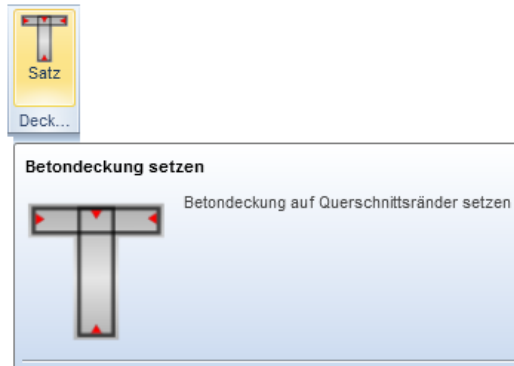 Satz
Deck...
Betondeckung setzen
Betondeckung auf Querschnittsränder setzen